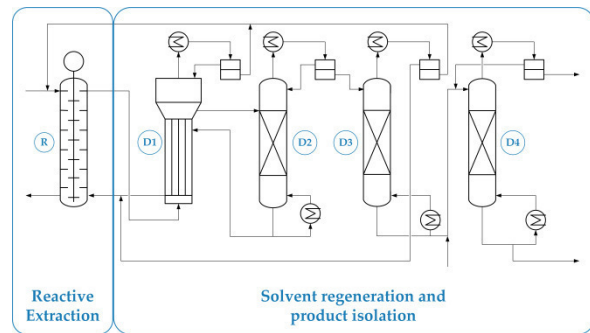 R
D1
D2
D3
D4
Reactive
Extraction
Solvent regeneration and
product isolation